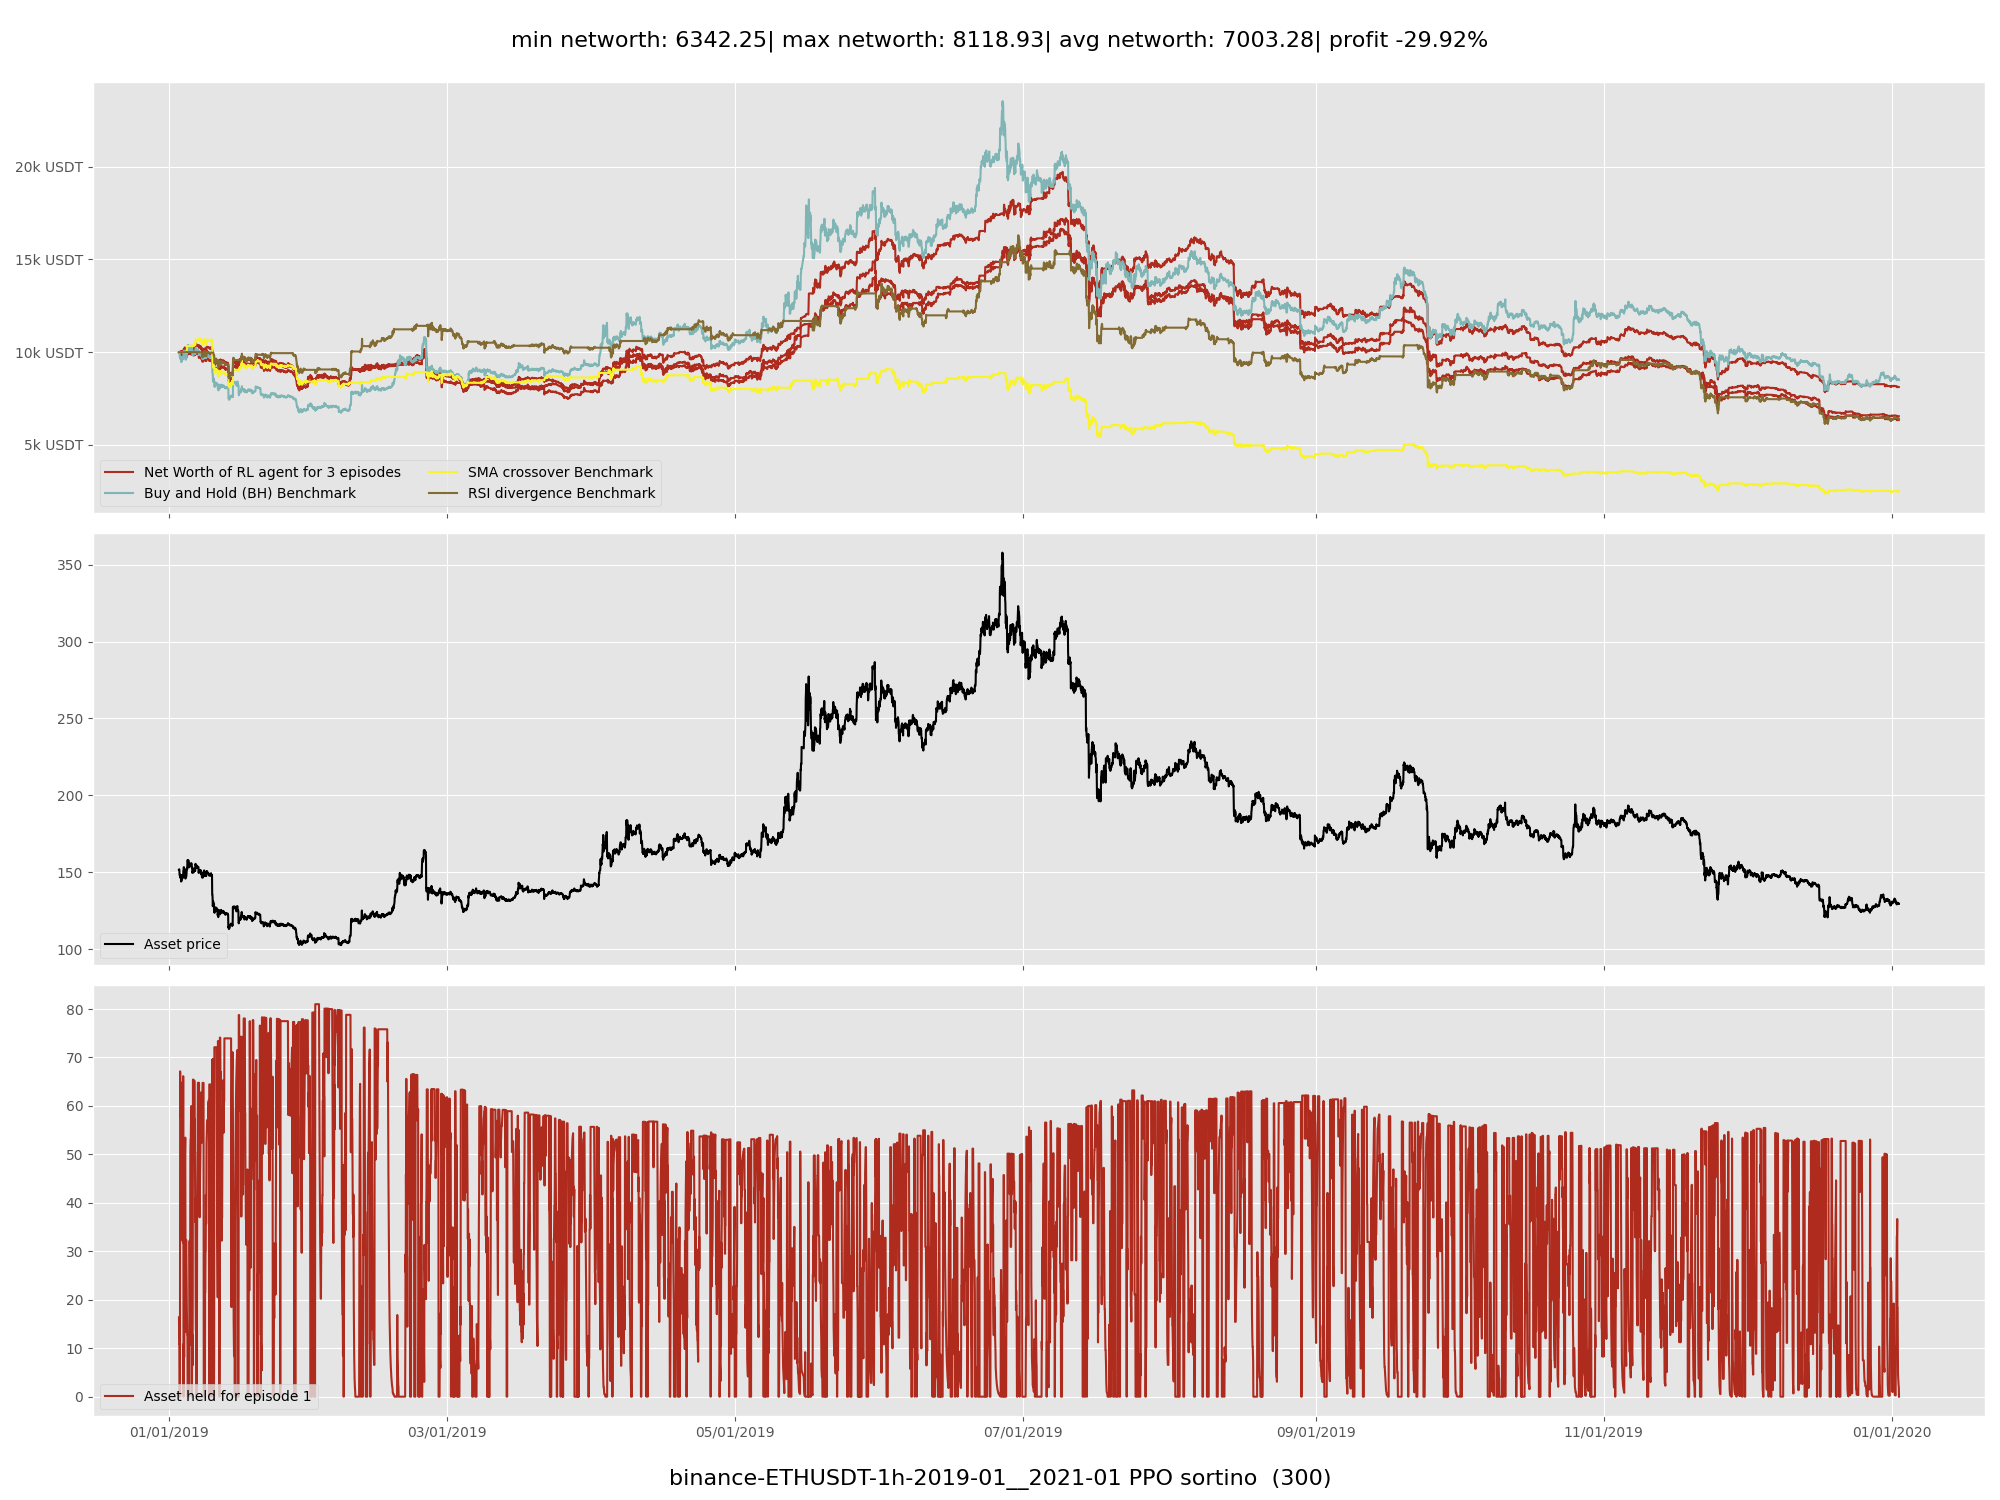 min networth: 6342.25| max networth: 8118.93| avg networth: 7003.28| profit -29.92%
20k USDT
15k USDT
10k USDT
5k USDT
Net Worth of RL agent for 3 episodes
Buy and Hold (BH) Benchmark
SMA crossover Benchmark
RSI divergence Benchmark
350
300
250
200
150
100
Asset price
80
70
60
50
40
30
20
10
0
Asset held for episode 1
01/01/2019 03/01/2019 05/01/2019 07/01/2019 09/01/2019 11/01/2019 01/01/2020
binance-ETHUSDT-1h-2019-01__2021-01 PPO sortino  (300)